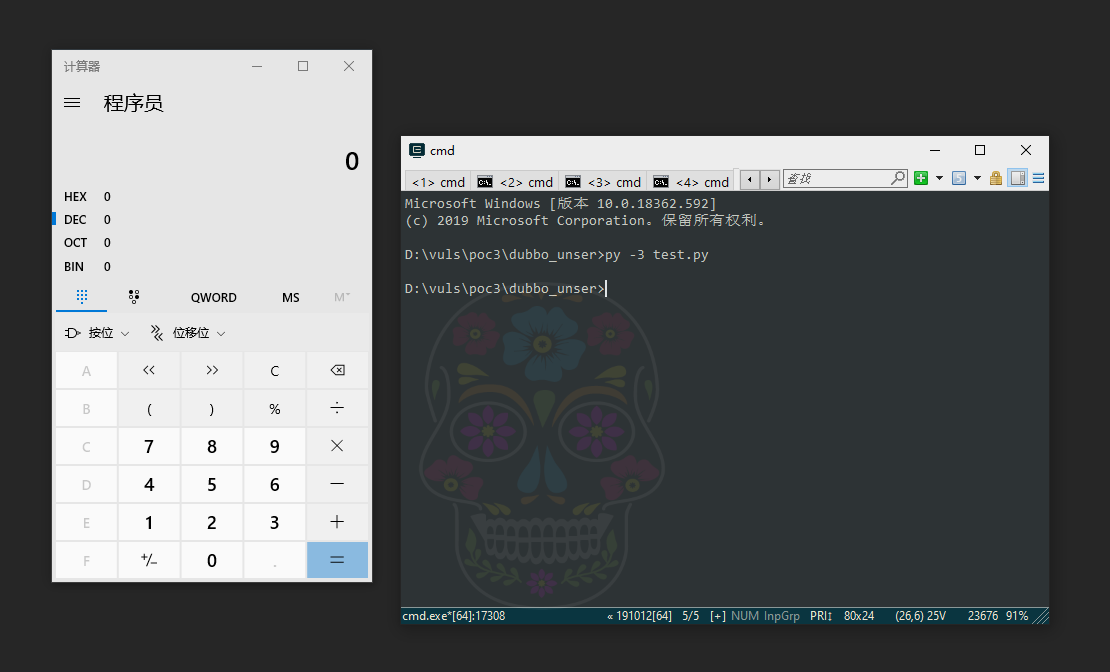 计算器
程序员
0
HEX 0
DEC 0
OCT 0
BIN 0
QWORD MS M
按位 位移位
A << >> C
B ( ) % ÷
C 7 8 9 ×
D 4 5 6 −
E 1 2 3 +
F +/− 0 . =
cmd
<1> cmd <2> cmd <3> cmd <4> cmd 查找
Microsoft Windows [版本 10.0.18362.592]
(c) 2019 Microsoft Corporation。保留所有权利。
D:\vuls\poc3\dubbo_unser>py -3 test.py
D:\vuls\poc3\dubbo_unser>
cmd.exe*[64]:17308 « 191012[64] 5/5 [+] NUM InpGrp PRI↕ 80x24 (26,6) 25V 23676 91%